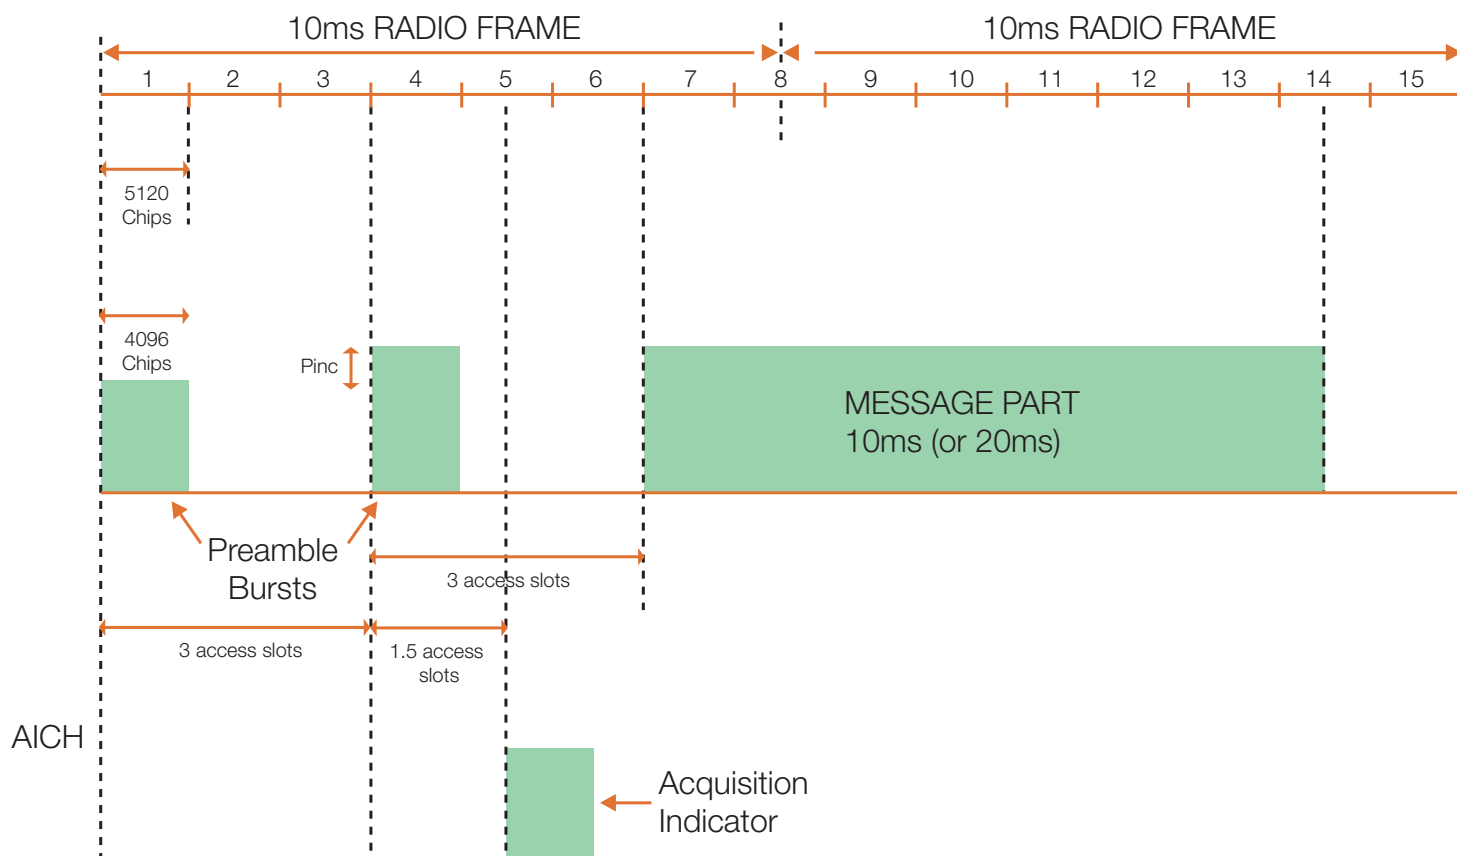 10ms RADIO FRAME
10ms RADIO FRAME
1 2 3 4 5 6 7 8 9 10 11 12 13 14 15
5120
Chips
4096
Chips
Pinc
MESSAGE PART
10ms (or 20ms)
Preamble
Bursts
3 access slots
3 access slots
1.5 access
slots
AICH
Acquisition
Indicator